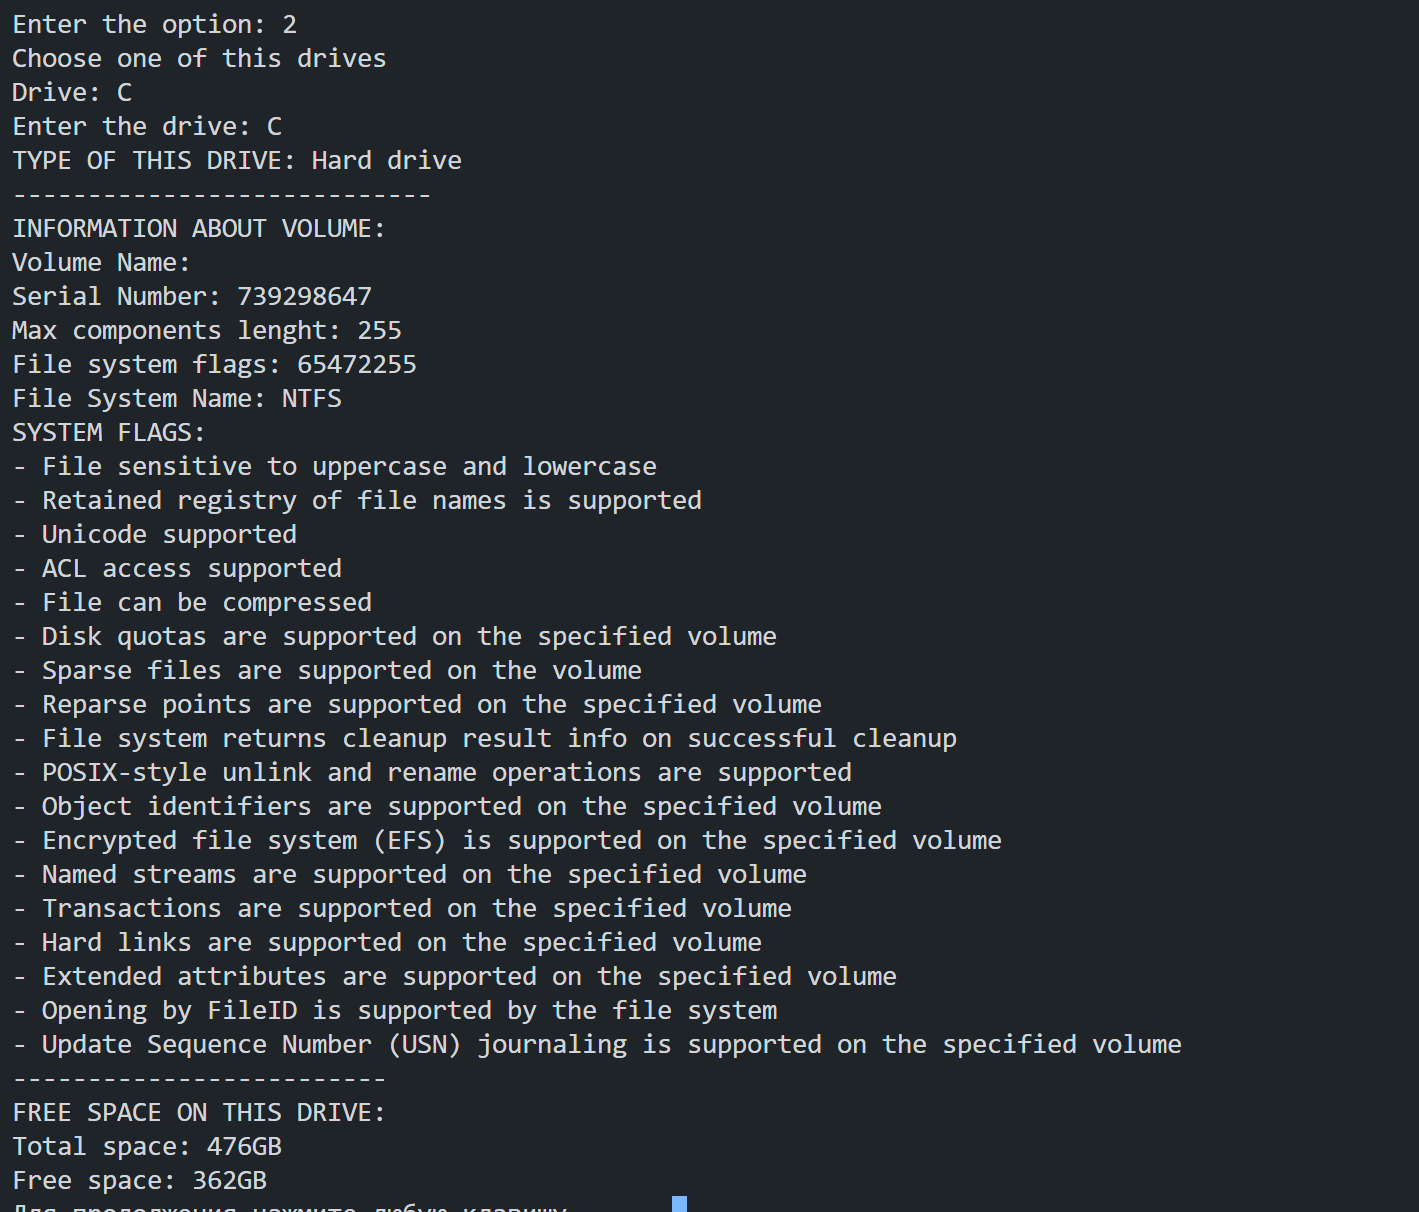 Enter the option: 2
Choose one of this drives
Drive: C
Enter the drive: C
TYPE OF THIS DRIVE: Hard drive
----------------------------
INFORMATION ABOUT VOLUME:
Volume Name:
Serial Number: 739298647
Max components lenght: 255
File system flags: 65472255
File System Name: NTFS
SYSTEM FLAGS:
- File sensitive to uppercase and lowercase
- Retained registry of file names is supported
- Unicode supported
- ACL access supported
- File can be compressed
- Disk quotas are supported on the specified volume
- Sparse files are supported on the volume
- Reparse points are supported on the specified volume
- File system returns cleanup result info on successful cleanup
- POSIX-style unlink and rename operations are supported
- Object identifiers are supported on the specified volume
- Encrypted file system (EFS) is supported on the specified volume
- Named streams are supported on the specified volume
- Transactions are supported on the specified volume
- Hard links are supported on the specified volume
- Extended attributes are supported on the specified volume
- Opening by FileID is supported by the file system
- Update Sequence Number (USN) journaling is supported on the specified volume
-------------------------
FREE SPACE ON THIS DRIVE:
Total space: 476GB
Free space: 362GB
Для продолжения нажмите любую клавишу